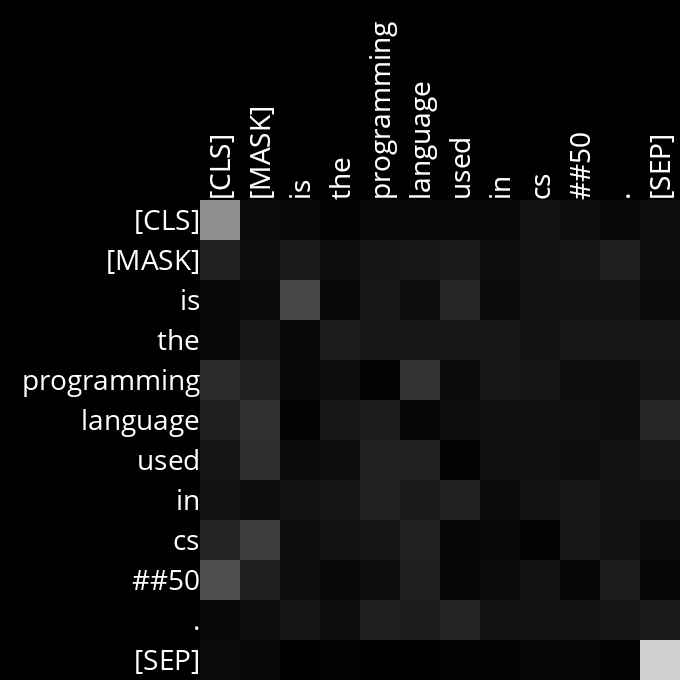 [CLS]
[MASK]
is
the
programming
language
used
in
cs
##50
.
[SEP]
[CLS]
[MASK]
is
the
programming
language
used
in
cs
##50
.
[SEP]